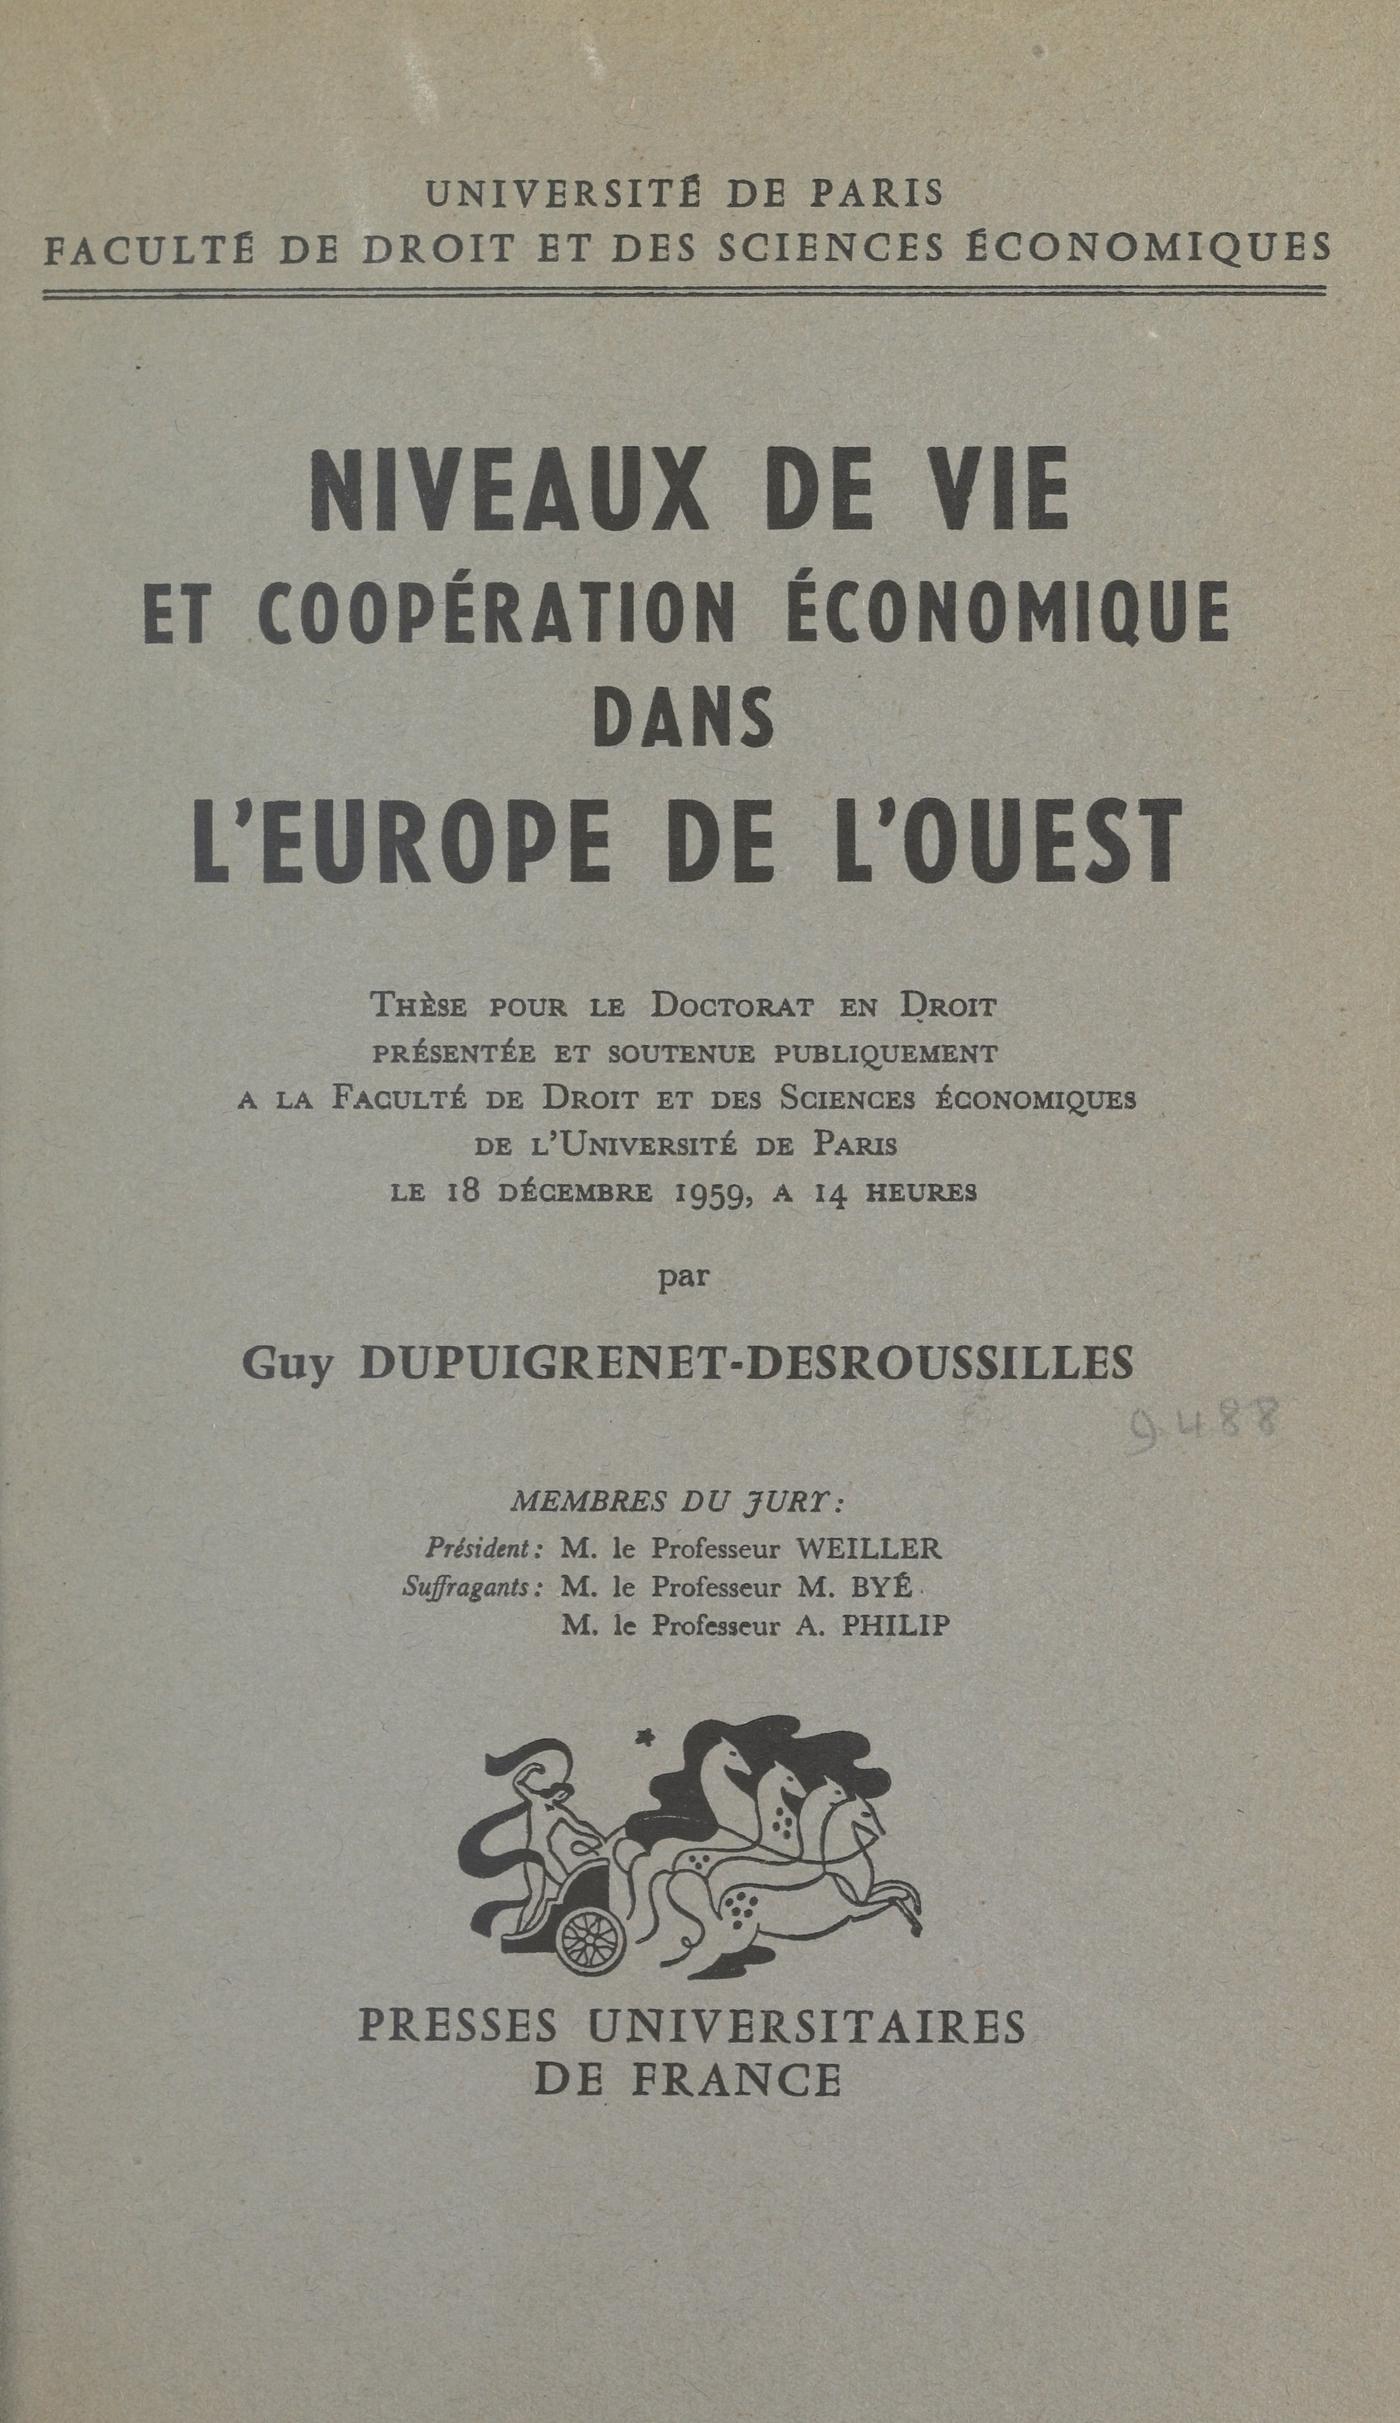 UNIVERSITÉ DE PARIS
FACULTÉ DE DROIT ET DES SCIENCES ÉCONOMIQUES
NIVEAUX DE VIE
ET COOPÉRATION ÉCONOMIQUE
DANS
L'EUROPE DE L'OUEST
THÈSE POUR LE DOCTORAT EN DROIT
PRÉSENTÉE ET SOUTENUE PUBLIQUEMENT
A LA FACULTÉ DE DROIT ET DES SCIENCES ÉCONOMIQUES
DE L'UNIVERSITÉ DE PARIS
LE 18 DÉCEMBRE 1959, A 14 HEURES
par
Guy DUPUIGRENET-DESROUSSILLES
9488
MEMBRES DU JURY :
Président : M. le Professeur WEILLER
Suffragants : M. le Professeur M. BYÉ
M. le Professeur A. PHILIP
PRESSES UNIVERSITAIRES
DE FRANCE